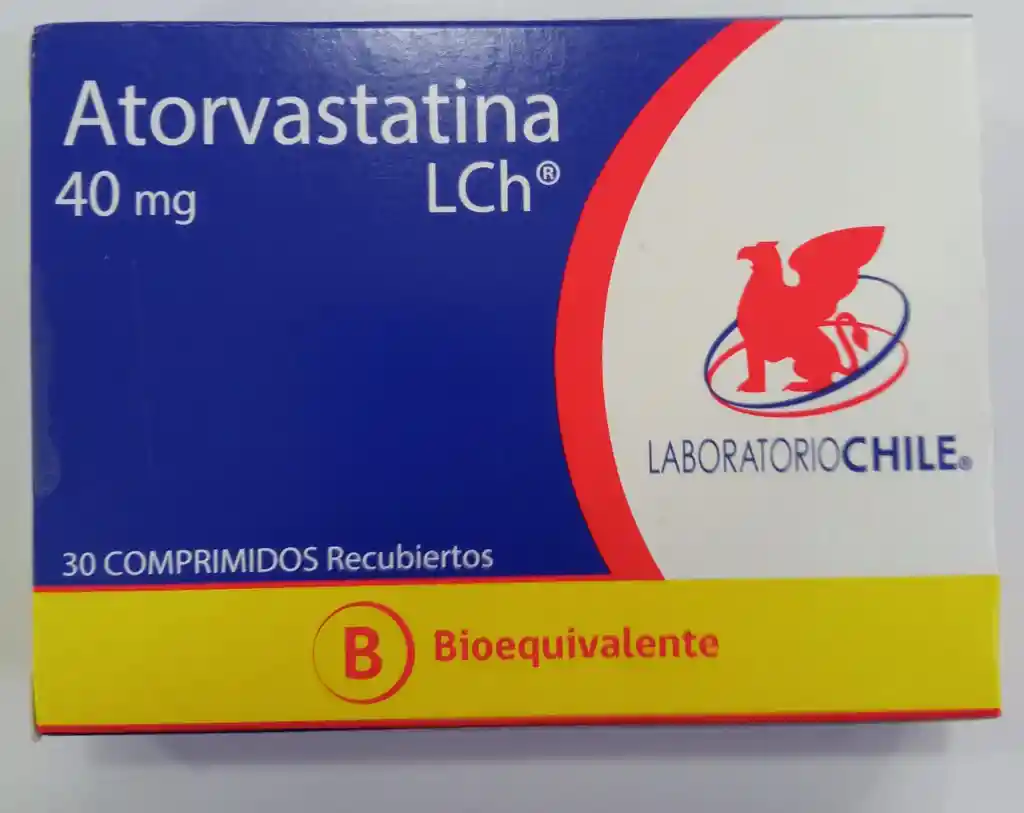 Atorvastatina
40 mg LCh®
LABORATORIOCHILE®
30 COMPRIMIDOS Recubiertos
B Bioequivalente